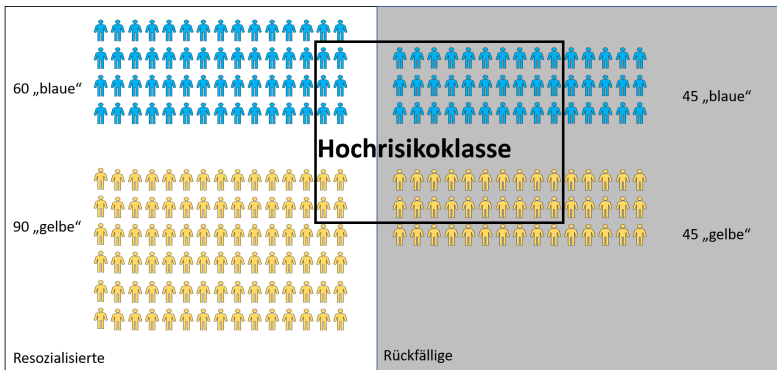 60 „blaue“
45 „blaue“
Hochrisikoklasse
90 „gelbe“
45 „gelbe“
Resozialisierte
Rückfällige